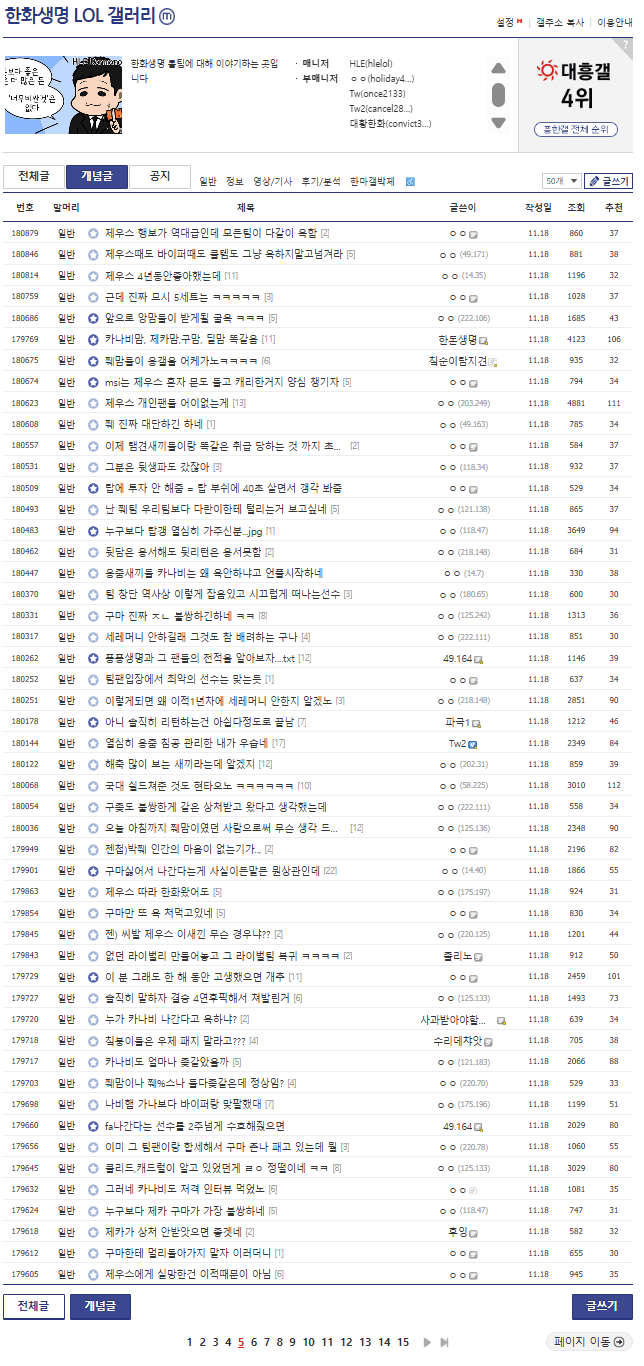 한화생명 LOL 갤러리 ⓜ
설정 갤주소 복사 이용안내
한화생명 롤팀에 대해 이야기하는 곳입니다
매니저 HLE(hlelol)
부매니저 ㅇㅇ(holiday4...)
Tw(once2133)
Tw2(cancel28...)
대황한화(convict3...)
대흥갤
4위
흥한갤 전체 순위
전체글 개념글 공지 일반 정보 영상/기사 후기/분석 한마갤박제
50개 글쓰기
번호 말머리 제목 글쓴이 작성일 조회 추천
180879 일반 제우스 행보가 역대급인데 모든팀이 다같이 욕함 [2] ㅇㅇ 11.18 860 37
180846 일반 제우스때도 바이퍼때도 클템도 그냥 욕하지말고넘겨라 [5] ㅇㅇ (49.171) 11.18 881 38
180814 일반 제우스 4년동안좋아했는데 [11] ㅇㅇ (14.35) 11.18 1196 32
180759 일반 근데 진짜 므시 5세트는 ㅋㅋㅋㅋㅋ [3] ㅇㅇ 11.18 1028 37
180686 일반 앞으로 앙맘들이 받게될 굴욕 ㅋㅋㅋ [5] ㅇㅇ (222.106) 11.18 1685 43
179769 일반 카나비맘, 제카맘,구맘, 딜맘 똑같음 [11] 한돈생명 11.18 4123 106
180675 일반 줴맘들이 응갤을 어케가노ㅋㅋㅋㅋ [6] 침순이탐지견 11.18 935 32
180674 일반 msi는 제우스 혼자 문도 들고 캐리한거지 양심 챙기자 [5] ㅇㅇ 11.18 794 34
180623 일반 제우스 개인팬들 어이없는게 [13] ㅇㅇ (203.249) 11.18 4881 111
180608 일반 줴 진짜 대단하긴 하네 [1] ㅇㅇ (49.163) 11.18 785 34
180557 일반 이제 탬견새끼들이랑 똑같은 취급 당하는 것 까지 초... [2] ㅇㅇ 11.18 584 37
180531 일반 그분은 뒷생파도 갔잖아 [3] ㅇㅇ (118.34) 11.18 932 37
180509 일반 탑에 투자 안 해줌 = 탑 부쉬에 40초 살면서 갱각 봐줌 ㅇㅇ 11.18 529 34
180493 일반 난 줴팀 우리팀보다 다른이한테 털리는거 보고싶네 [5] ㅇㅇ (121.138) 11.18 865 37
180483 일반 누구보다 탑갱 열심히 가주신분...jpg [1] ㅇㅇ (118.47) 11.18 3649 94
180462 일반 뒷담은 용서해도 뒷리턴은 용서못함 [2] ㅇㅇ (218.148) 11.18 684 31
180447 일반 응줌새끼들 카나비는 왜 욕안하냐고 언플시작하네 ㅇㅇ (14.7) 11.18 330 38
180370 일반 팀 창단 역사상 이렇게 잡음있고 시끄럽게 떠나는선수 [3] ㅇㅇ (180.65) 11.18 600 30
180331 일반 구마 진짜 ㅈㄴ 불쌍하긴하네 ㅋㅋ [8] ㅇㅇ (125.242) 11.18 1313 36
180317 일반 세레머니 안하길래 그것도 참 배려하는 구나 [4] ㅇㅇ (222.111) 11.18 851 30
180262 일반 퐁퐁생명과 그 팬들의 전적을 알아보자....txt [12] 49.164 11.18 1146 39
180252 일반 팀팬입장에서 최악의 선수는 맞는듯 [1] ㅇㅇ 11.18 637 34
180251 일반 이렇게되면 왜 이적1년차에 세레머니 안한지 알겠노 [3] ㅇㅇ (218.148) 11.18 2851 90
180178 일반 아니 솔직히 리턴하는건 아쉽다정도로 끝남 [7] 파극1 11.18 1212 46
180144 일반 열심히 응줌 침공 관리한 내가 우습네 [17] Tw2 11.18 2349 84
180122 일반 해축 많이 보는 새끼라는데 알겠지 [12] ㅇㅇ (202.31) 11.18 859 39
180068 일반 국대 쉴드쳐준 것도 현타오노 ㅋㅋㅋㅋㅋㅋ [10] ㅇㅇ (58.225) 11.18 3010 112
180054 일반 구줒도 불쌍한게 같은 상처받고 왔다고 생각했는데 ㅇㅇ (222.111) 11.18 558 34
180036 일반 오늘 아침까지 줴맘이였던 사람으로써 무슨 생각 드... [12] ㅇㅇ (125.136) 11.18 2348 90
179949 일반 젠첩)박줴 인간의 마음이 없는기가.., [2] ㅇㅇ 11.18 2196 82
179901 일반 구마싫어서 나간다는게 사실이든말든 뭔상관인데 [22] ㅇㅇ (14.40) 11.18 1866 55
179863 일반 제우스 따라 한화왔어도 [5] ㅇㅇ (175.197) 11.18 924 31
179854 일반 구마만 또 욕 처먹고있네 [5] ㅇㅇ 11.18 830 34
179845 일반 젠) 씨발 제우스 이새낀 무슨 경우냐?? [2] ㅇㅇ (220.125) 11.18 1201 44
179843 일반 없던 라이벌리 만들어놓고 그 라이벌팀 복귀 ㅋㅋㅋㅋ [2] 졸리노 11.18 912 50
179729 일반 이 분 그래도 한 해 동안 고생했으면 개추 [11] ㅇㅇ 11.18 2459 101
179727 일반 솔직히 말하자 결승 4연후픽해서 쳐발린거 [6] ㅇㅇ (125.133) 11.18 1493 73
179720 일반 누가 카나비 나간다고 욕하냐? [2] 사과받아야할... 11.18 639 34
179718 일반 침붕이들은 우제 패지 말라고??? [4] 수리데챠앗 11.18 705 38
179717 일반 카나비도 얼마나 줒같았을까 [5] ㅇㅇ (121.183) 11.18 2066 88
179703 일반 줴맘이나 줴%스나 둘다줒같은데 정상임? [4] ㅇㅇ (220.70) 11.18 529 33
179698 일반 나비햄 가나보다 바이퍼랑 맞팔했대 [7] ㅇㅇ (175.196) 11.18 1199 51
179660 일반 fa나간다는 선수를 2주넘게 수호해줬으면 49.164 11.18 2029 80
179656 일반 이미 그 팀팬이랑 합세해서 구마 존나 패고 있는데 뭘 [3] ㅇㅇ (220.78) 11.18 1060 55
179645 일반 클리드,캐드럴이 알고 있었던게 ㄹㅇ 정떨이네 ㅋㅋ [8] ㅇㅇ (125.133) 11.18 3029 80
179632 일반 그러네 카나비도 저격 인터뷰 먹었노 [6] ㅇㅇ 11.18 1081 35
179624 일반 누구보다 제카 구마가 가장 불쌍하네 [5] ㅇㅇ (118.47) 11.18 747 31
179618 일반 제카가 상처 안받앗으면 좋겟네 [2] 후잉 11.18 582 32
179612 일반 구마한테 멀리돌아가지 말자 이러더니 [1] ㅇㅇ 11.18 655 30
179605 일반 제우스에게 실망한건 이적때문이 아님 [6] ㅇㅇ 11.18 945 35
전체글 개념글 글쓰기
1 2 3 4 5 6 7 8 9 10 11 12 13 14 15 페이지 이동